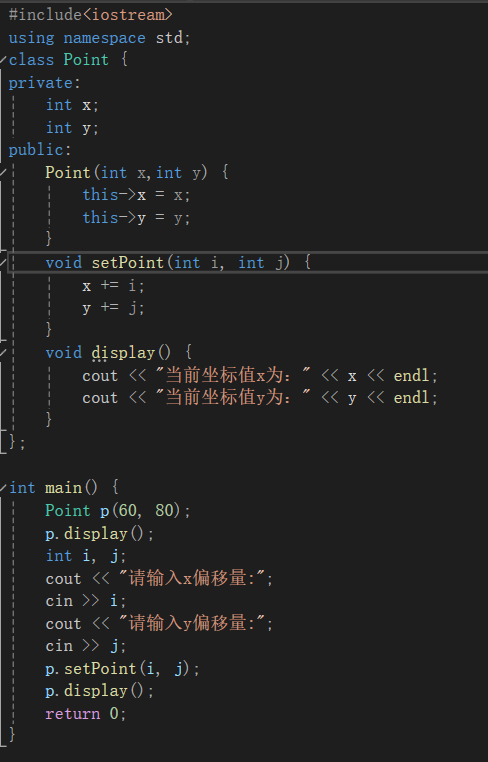 #include<iostream>
using namespace std;
class Point {
private:
    int x;
    int y;
public:
    Point(int x,int y) {
        this->x = x;
        this->y = y;
    }
    void setPoint(int i, int j) {
        x += i;
        y += j;
    }
    void display() {
        cout << "当前坐标值x为：" << x << endl;
        cout << "当前坐标值y为：" << y << endl;
    }
};

int main() {
    Point p(60, 80);
    p.display();
    int i, j;
    cout << "请输入x偏移量:";
    cin >> i;
    cout << "请输入y偏移量:";
    cin >> j;
    p.setPoint(i, j);
    p.display();
    return 0;
}